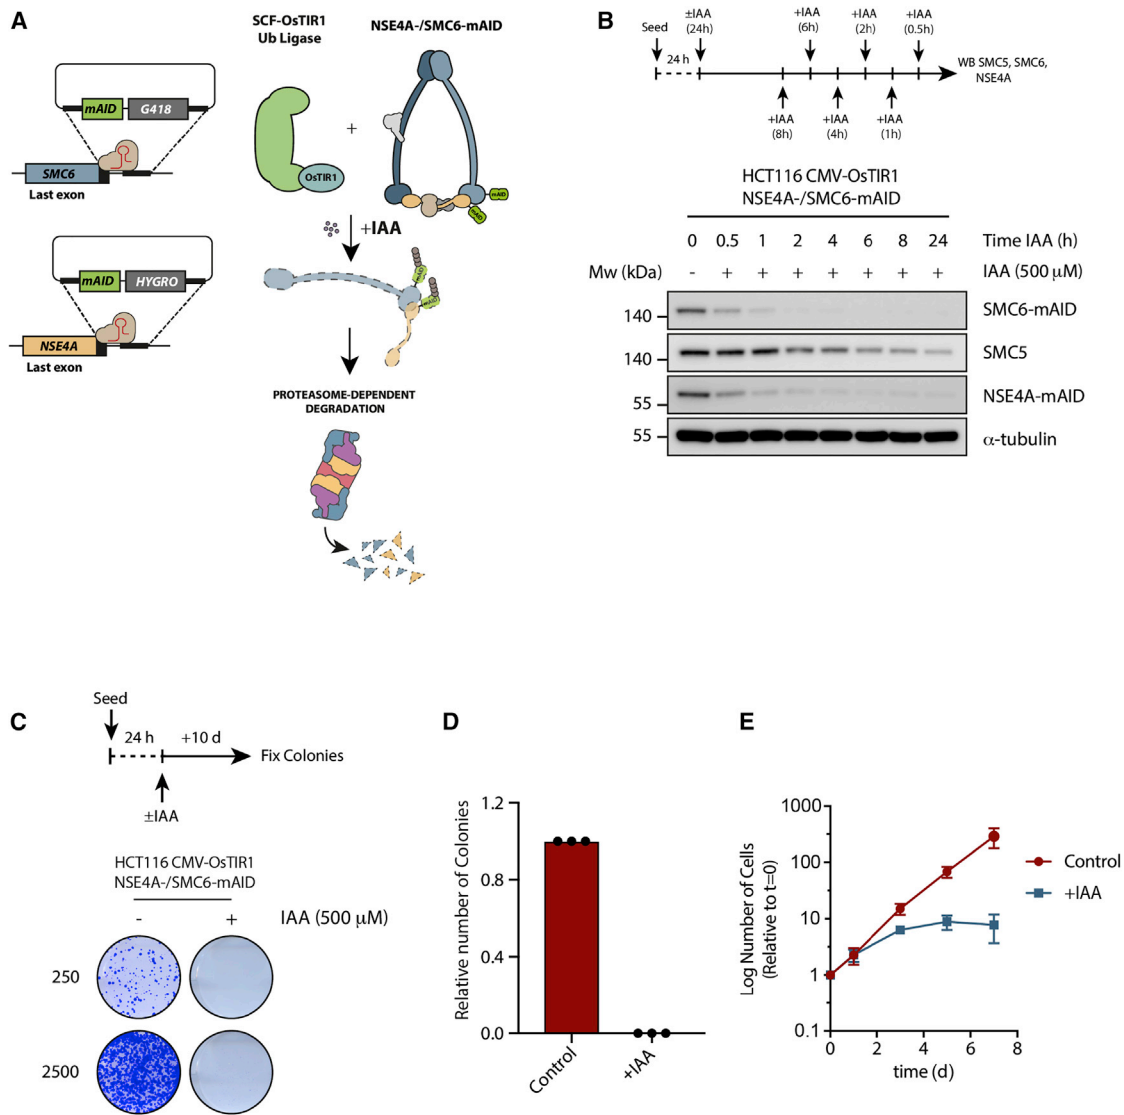 A
SCF-OsTIR1
Ub Ligase
NSE4A-/SMC6-mAID
mAID
G418
SMC6
Last exon
+
OsTIR1
mAID
mAID
+IAA
mAID
HYGRO
NSE4A
Last exon
mAID
mAID
PROTEASOME-DEPENDENT
DEGRADATION
B
Seed
±IAA
(24h)
+IAA
(6h)
+IAA
(2h)
+IAA
(0.5h)
24 h
WB SMC5, SMC6,
NSE4A
+IAA
(8h)
+IAA
(4h)
+IAA
(1h)
HCT116 CMV-OsTIR1
NSE4A-/SMC6-mAID
0 0.5 1 2 4 6 8 24 Time IAA (h)
Mw (kDa) - + + + + + + + IAA (500 μM)
140 SMC6-mAID
140 SMC5
55 NSE4A-mAID
55 α-tubulin
C
Seed
24 h +10 d
Fix Colonies
±IAA
HCT116 CMV-OsTIR1
NSE4A-/SMC6-mAID
- + IAA (500 μM)
250
2500
D
Relative number of Colonies
1.2
0.8
0.4
0.0
Control
+IAA
E
Log Number of Cells
(Relative to t=0)
1000
100
10
1
0.1
0 2 4 6 8
time (d)
Control
+IAA